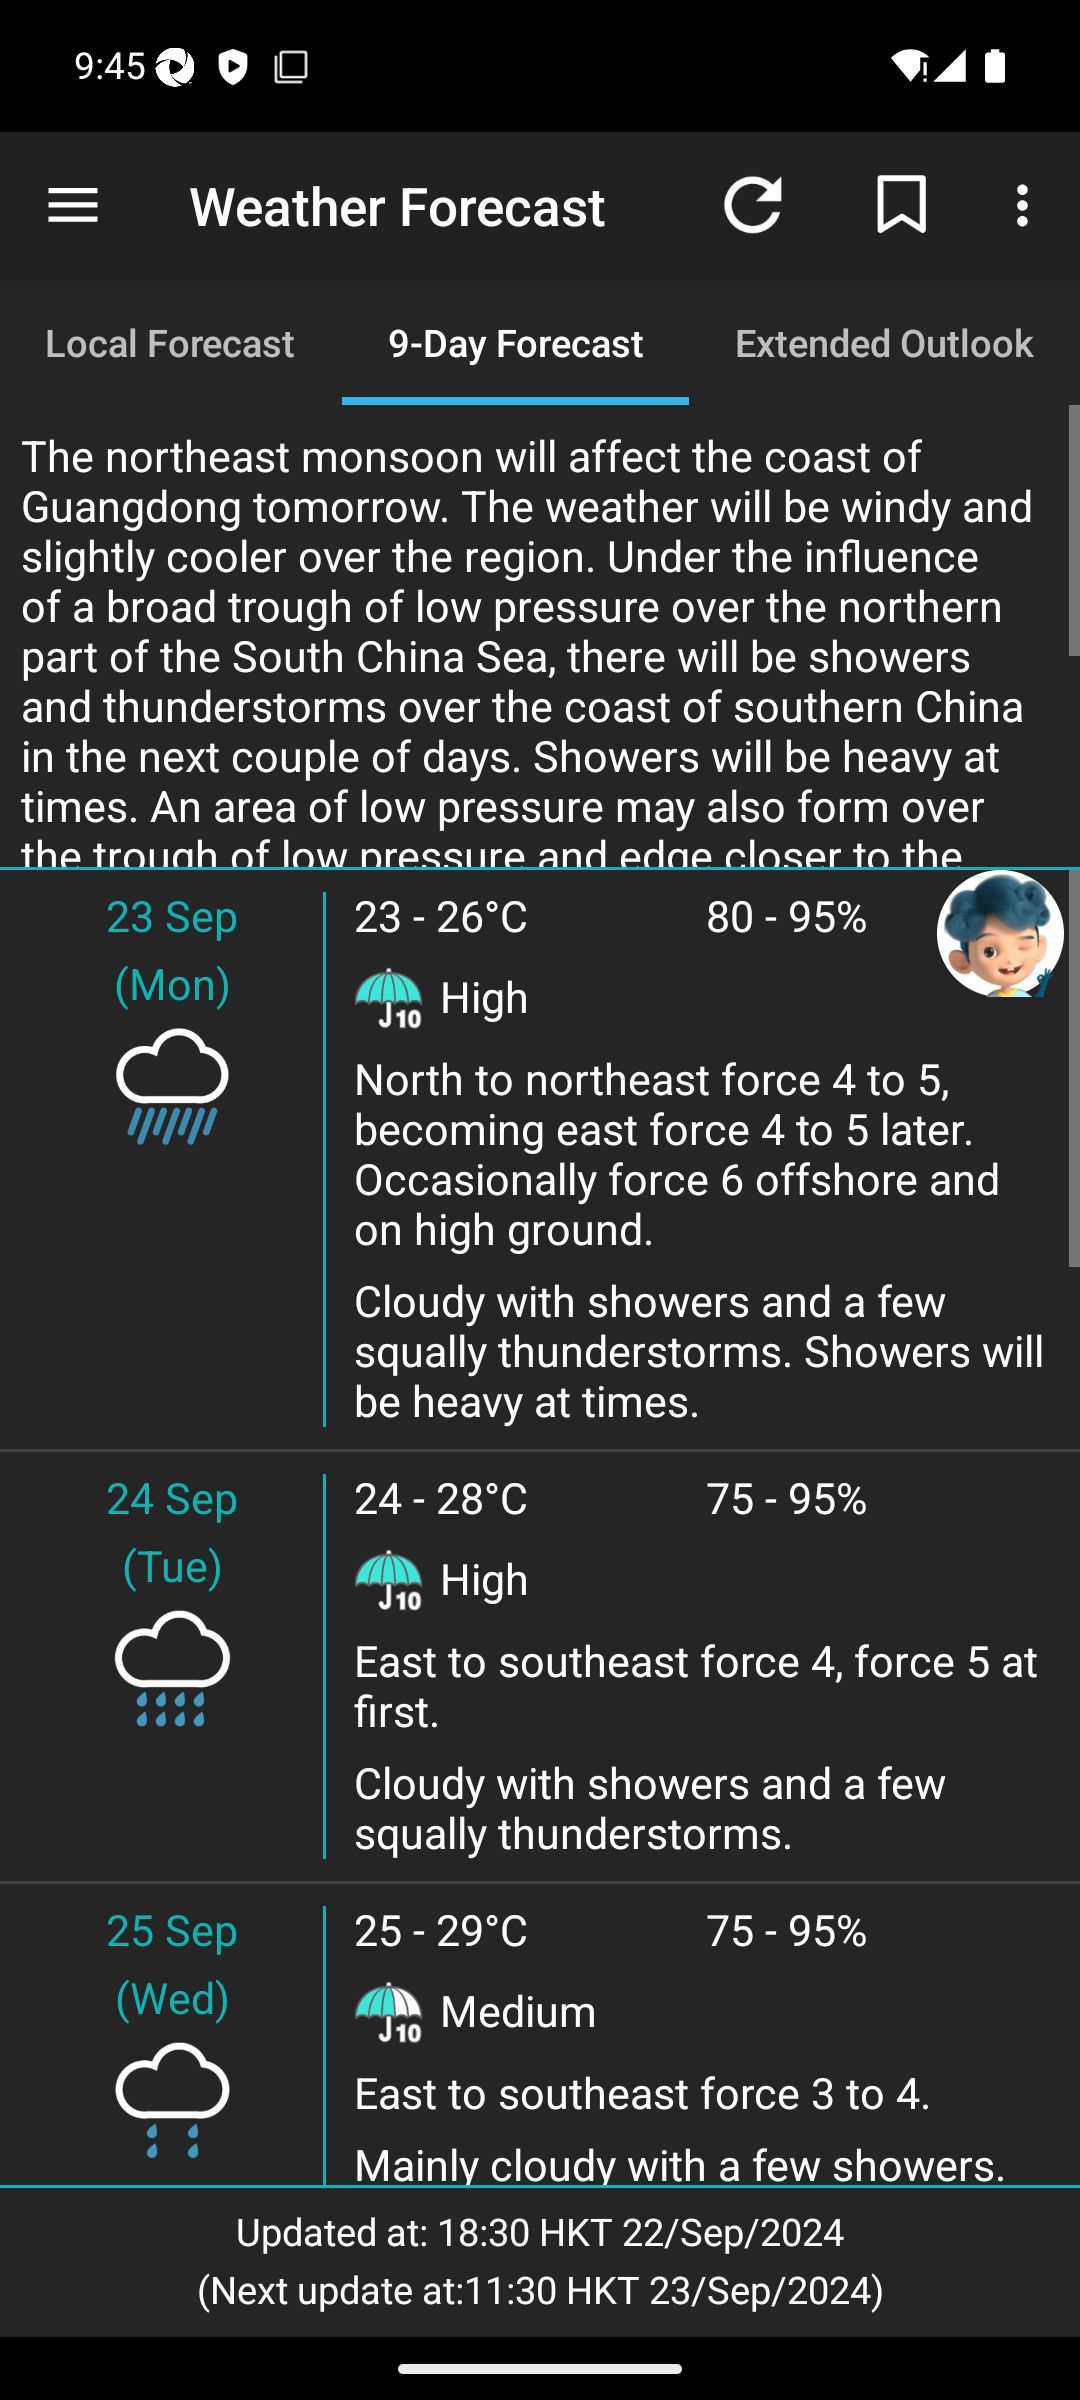 9:45
Weather Forecast
Local Forecast
9-Day Forecast
Extended Outlook
The northeast monsoon will affect the coast of
Guangdong tomorrow. The weather will be windy and
slightly cooler over the region. Under the influence
of a broad trough of low pressure over the northern
part of the South China Sea, there will be showers
and thunderstorms over the coast of southern China
in the next couple of days. Showers will be heavy at
times. An area of low pressure may also form over
the trough of low pressure and edge closer to the
23 Sep
(Mon)
23 - 26°C
80 - 95%
10
High
North to northeast force 4 to 5,
becoming east force 4 to 5 later.
Occasionally force 6 offshore and
on high ground.
Cloudy with showers and a few
squally thunderstorms. Showers will
be heavy at times.
24 Sep
(Tue)
24 - 28°C
75 - 95%
10
High
East to southeast force 4, force 5 at
first.
Cloudy with showers and a few
squally thunderstorms.
25 Sep
(Wed)
25 - 29°C
75 - 95%
10
Medium
East to southeast force 3 to 4.
Mainly cloudy with a few showers.
Updated at: 18:30 HKT 22/Sep/2024
(Next update at:11:30 HKT 23/Sep/2024)